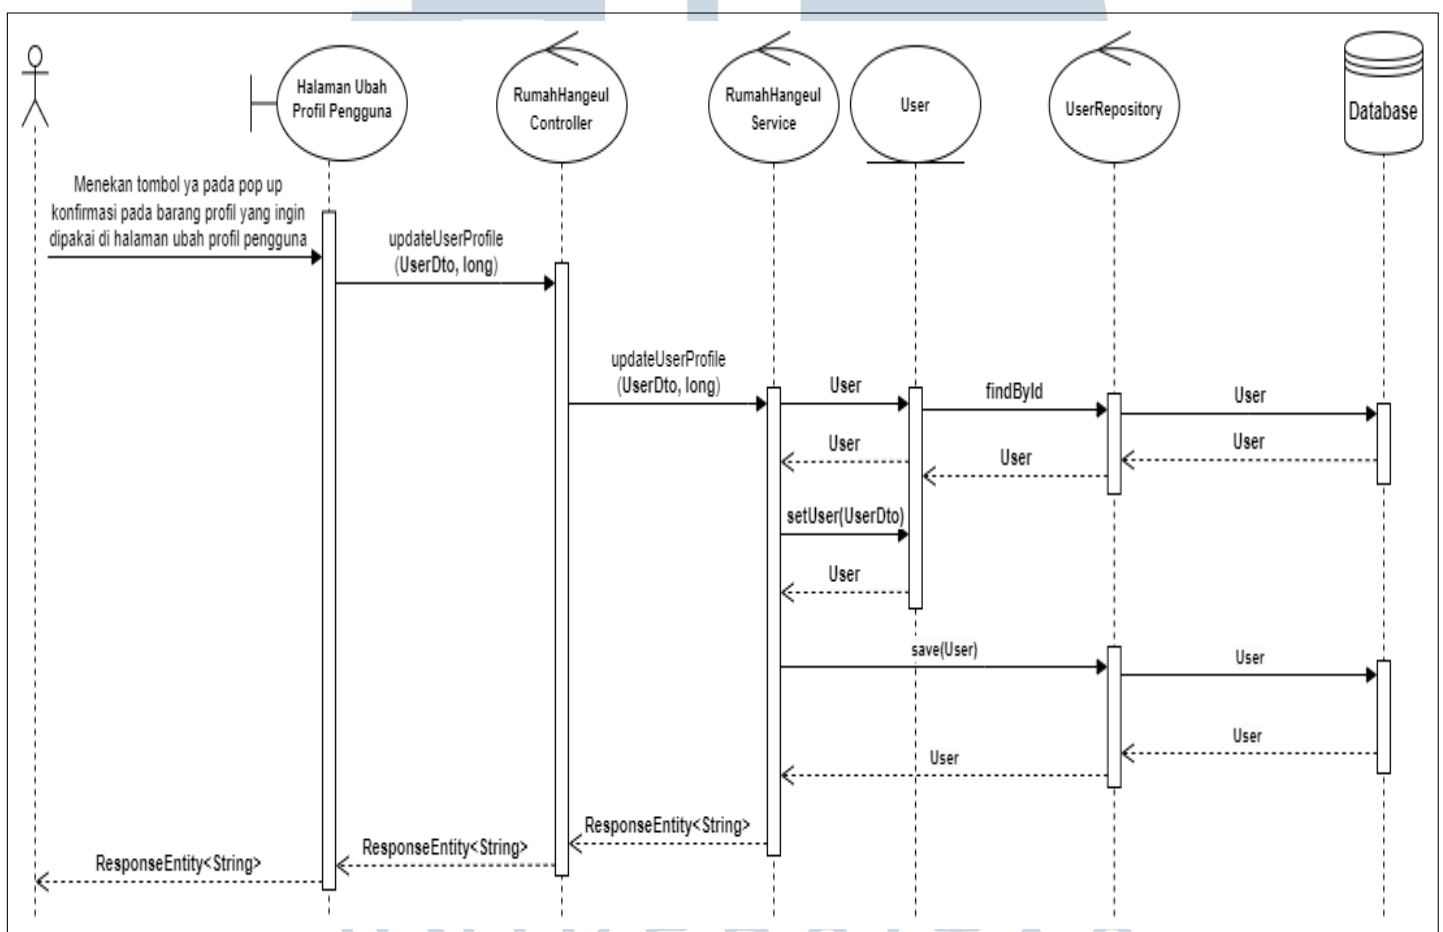 Halaman Ubah
Profil Pengguna
RumahHangeul
Controller
RumahHangeul
Service
User
UserRepository
Database
Menekan tombol ya pada pop up
konfirmasi pada barang profil yang ingin
dipakai di halaman ubah profil pengguna
updateUserProfile
(UserDto, long)
updateUserProfile
(UserDto, long)
User
findById
User
User
User
User
setUser(UserDto)
User
save(User)
User
User
User
ResponseEntity<String>
ResponseEntity<String>
ResponseEntity<String>